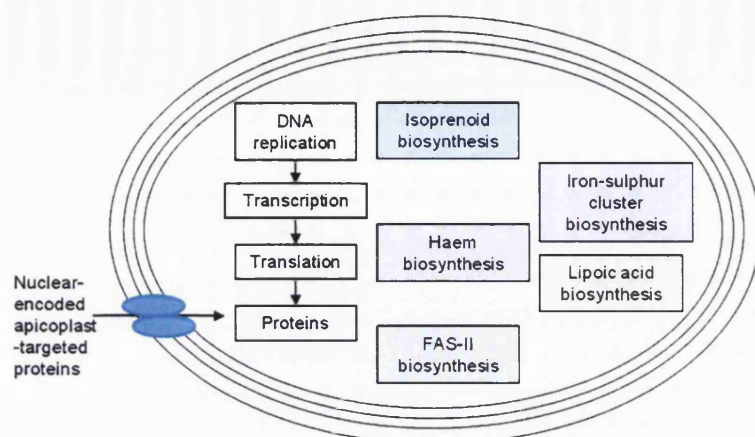 DNA
replication
Isoprenoid
biosynthesis
Transcription
Iron-sulphur
cluster
biosynthesis
Translation
Haem
biosynthesis
Lipoic acid
biosynthesis
Nuclear-
encoded
apicoplast
-targeted
proteins
Proteins
FAS-II
biosynthesis